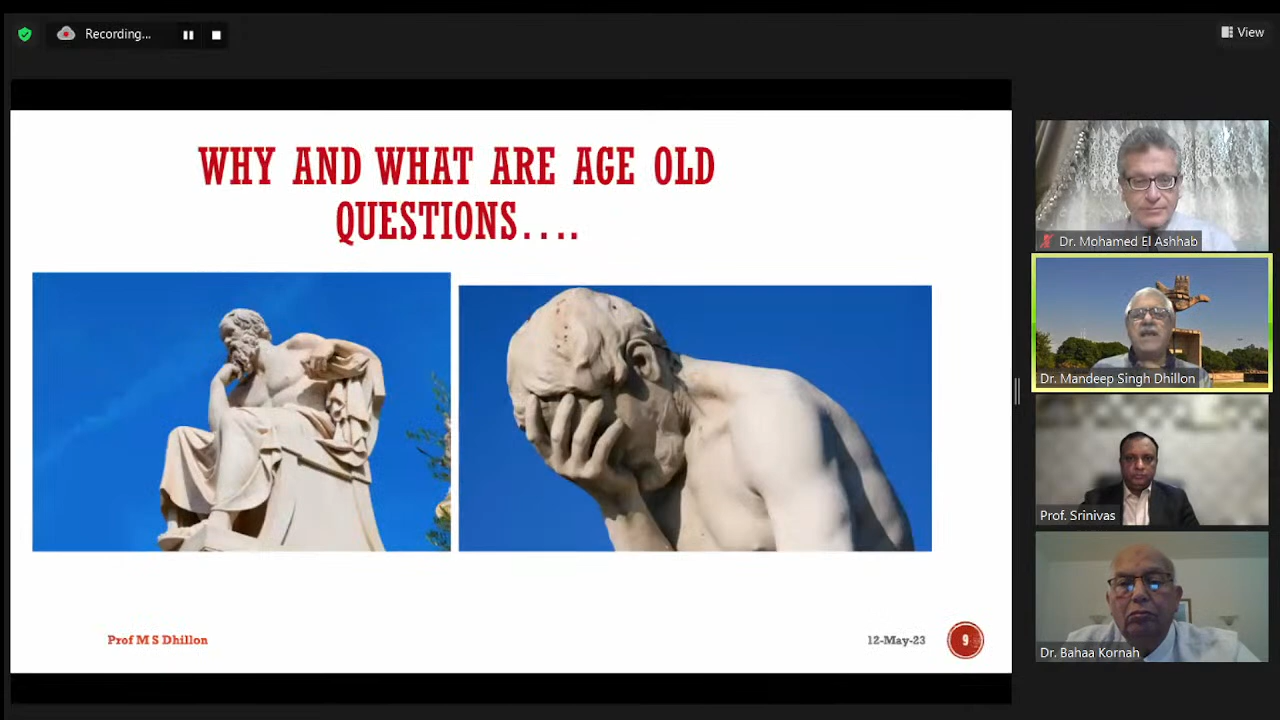 Recording...
View
WHY AND WHAT ARE AGE OLD
QUESTIONS....
Dr. Mohamed El Ashhab
Dr. Mandeep Singh Dhillon
Prof. Srinivas
Dr. Bahaa Kornah
Prof M S Dhillon
12-May-23
9